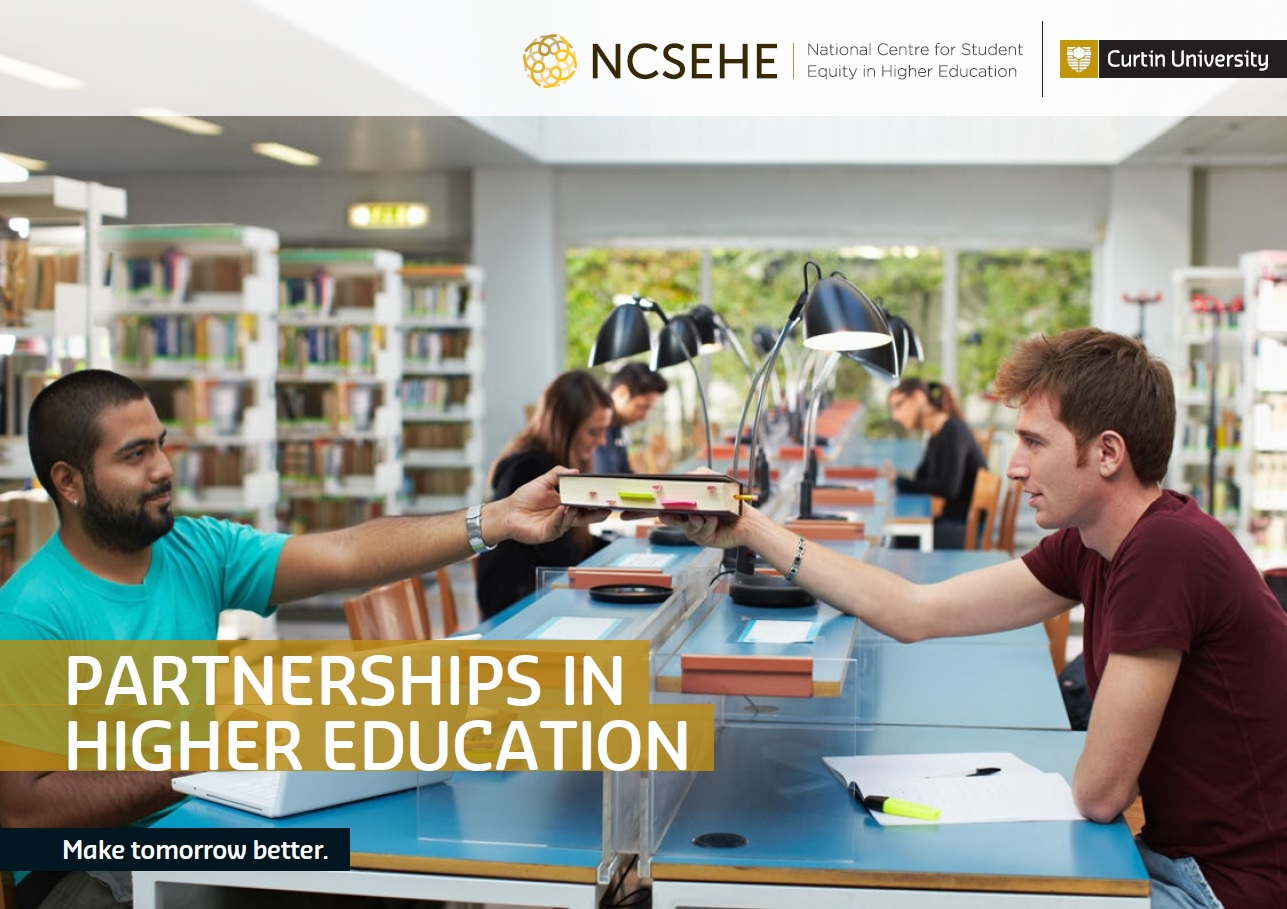 NCSEHE
National Centre for Student
Equity in Higher Education
Curtin University
PARTNERSHIPS IN
HIGHER EDUCATION
Make tomorrow better.